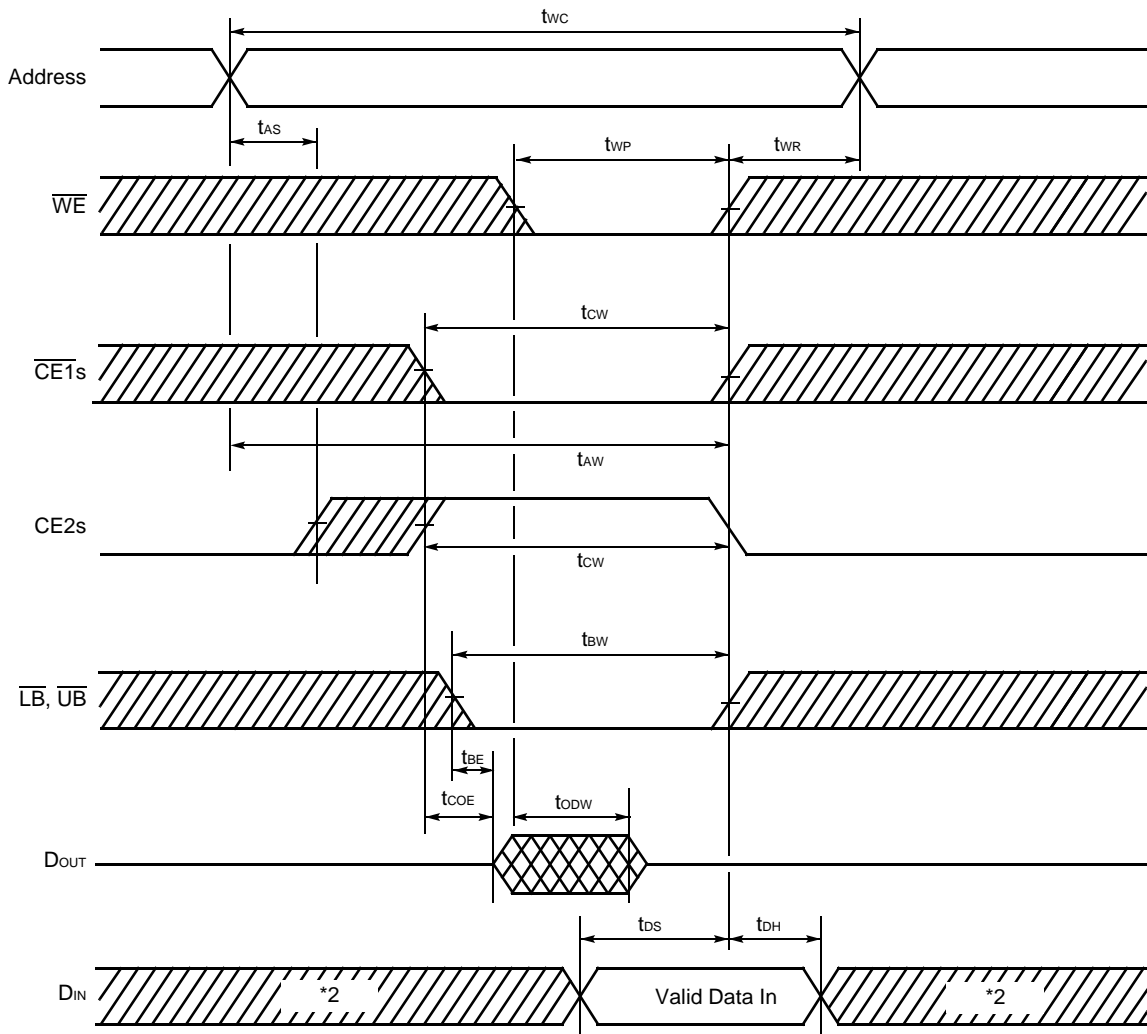 tWC
Address
tAS
tWP
tWR
WE
tCW
CE1s
tAW
CE2s
tCW
tBW
LB, UB
tBE
tCOE
tODW
DOUT
tDS
tDH
DIN
*2
Valid Data In
*2